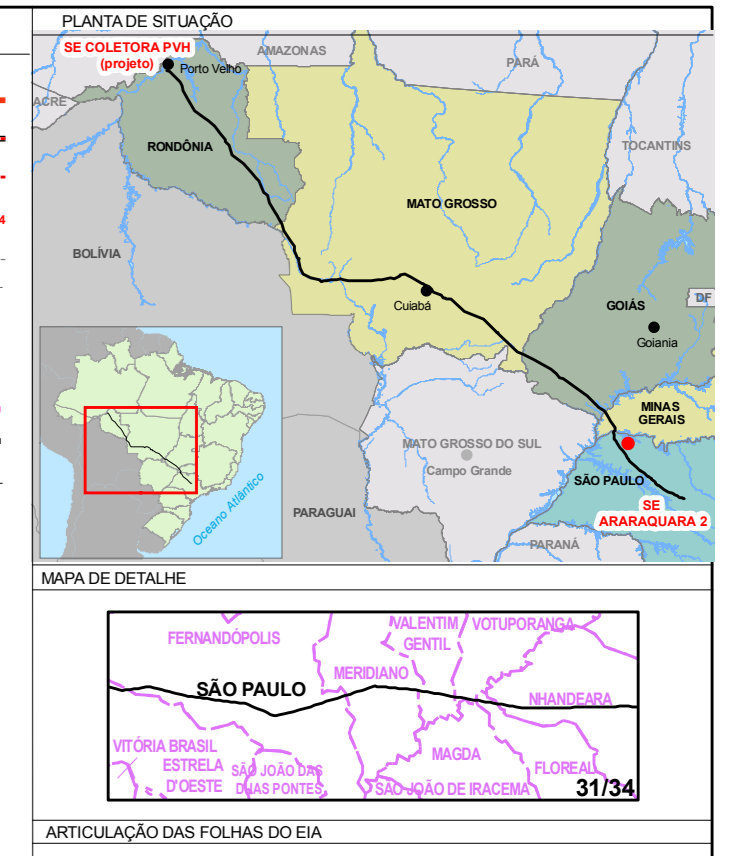 PLANTA DE SITUAÇÃO
SE COLETORA PVH
(projeto)
Porto Velho
AMAZONAS
PARÁ
ACRE
TOCANTINS
RONDÔNIA
MATO GROSSO
4
BOLÍVIA
Cuiabá
GOIÁS
DF
Goiania
MINAS
GERAIS
MATO GROSSO DO SUL
Campo Grande
SÃO PAULO
SE
ARARAQUARA 2
Oceano Atlântico
PARAGUAI
PARANÁ
MAPA DE DETALHE
FERNANDÓPOLIS
VALENTIM
GENTIL
VOTUPORANGA
MERIDIANO
SÃO PAULO
NHANDEARA
VITÓRIA BRASIL
ESTRELA
D'OESTE
SÃO JOÃO DAS
DUAS PONTES
MAGDA
FLOREAL
SÃO JOÃO DE IRACEMA
31/34
ARTICULAÇÃO DAS FOLHAS DO EIA